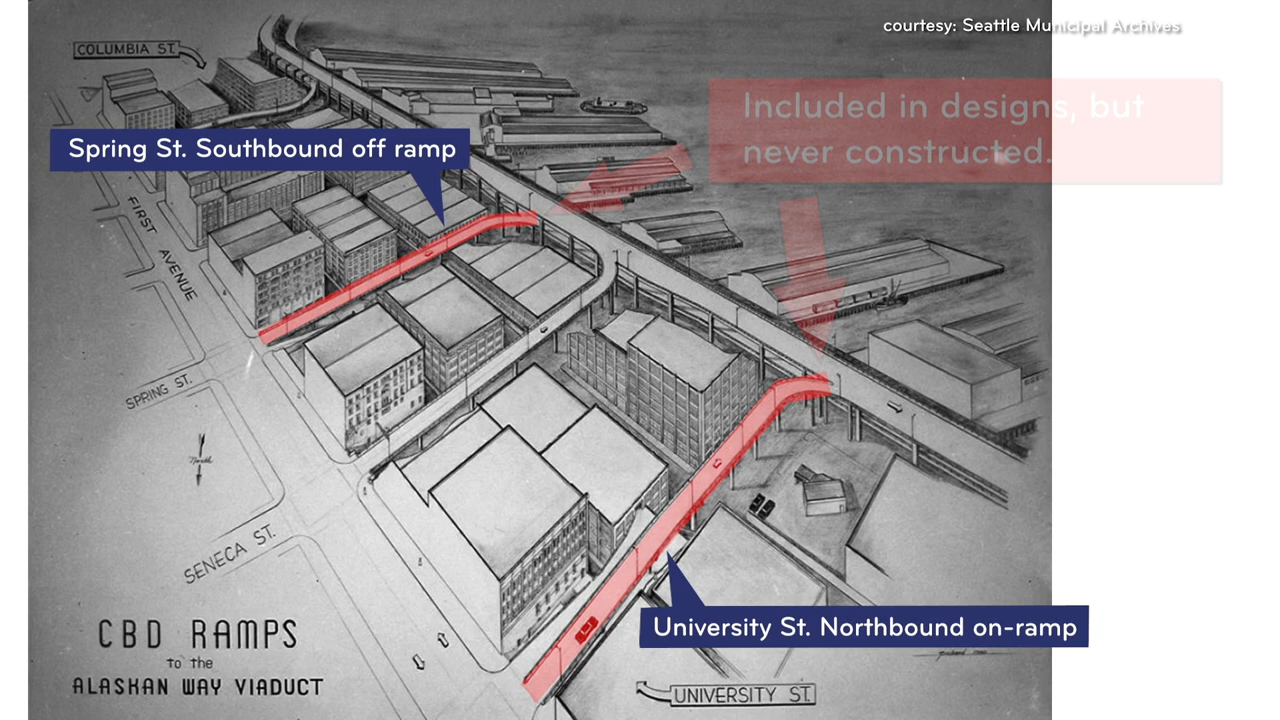 courtesy: Seattle Municipal Archives
COLUMBIA ST.
Included in designs, but
never constructed.
Spring St. Southbound off ramp
FIRST AVENUE
SPRING ST.
North
SENECA ST.
CBD RAMPS
to the
ALASKAN WAY VIADUCT
University St. Northbound on-ramp
UNIVERSITY ST.